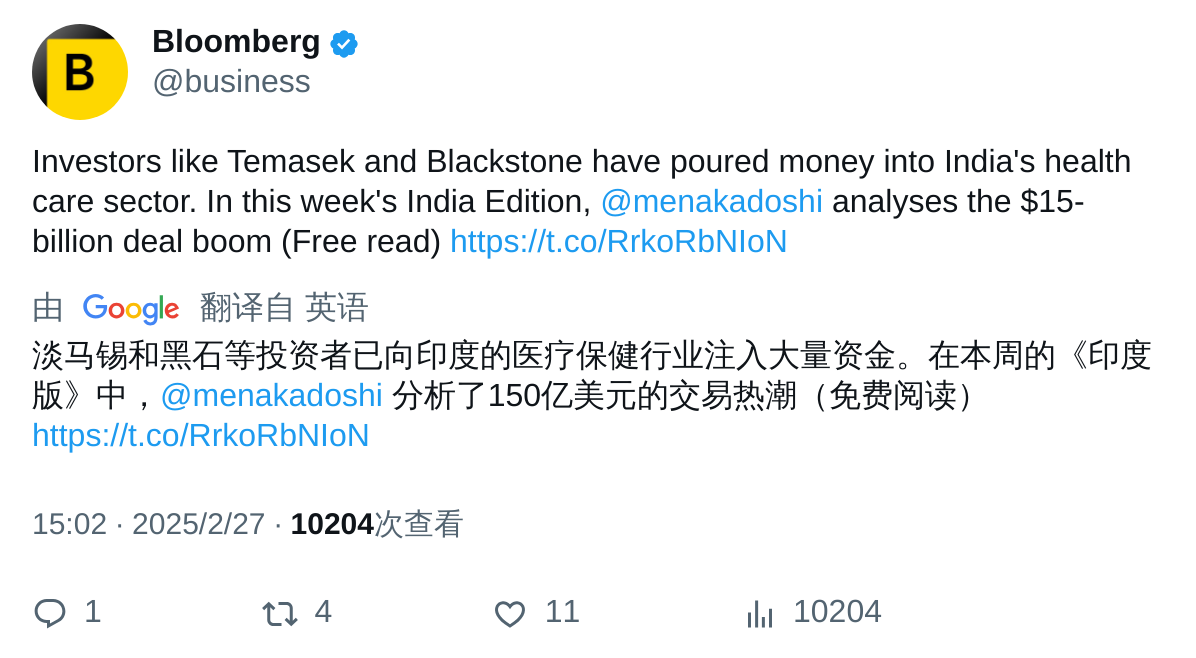 B
Bloomberg
@business
Investors like Temasek and Blackstone have poured money into India's health
care sector. In this week's India Edition, @menakadoshi analyses the $15-
billion deal boom (Free read) https://t.co/RrkoRbNIoN
由 Google 翻译自 英语
淡马锡和黑石等投资者已向印度的医疗保健行业注入大量资金。在本周的《印度
版》中，@menakadoshi 分析了150亿美元的交易热潮（免费阅读）
https://t.co/RrkoRbNIoN
15:02 · 2025/2/27 · 10204次查看
1 4 11 10204